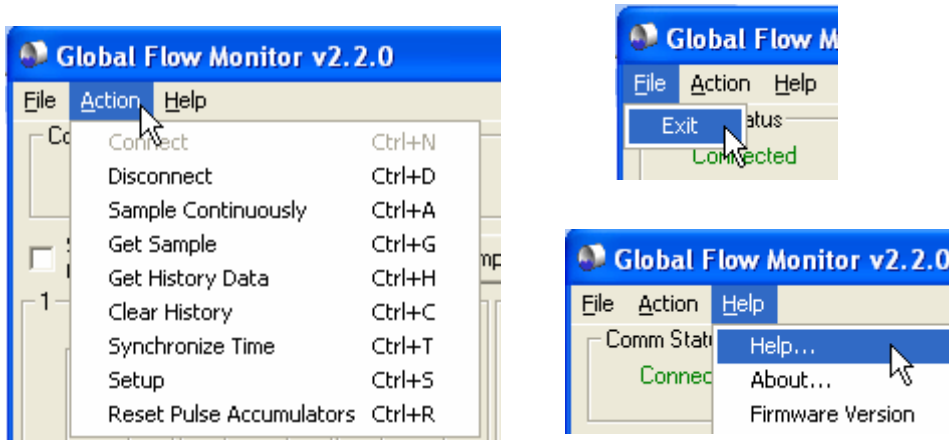 Global Flow Monitor v2.2.0
File Action Help
Connect Ctrl+N
Disconnect Ctrl+D
Sample Continuously Ctrl+A
Get Sample Ctrl+G
Get History Data Ctrl+H
Clear History Ctrl+C
Synchronize Time Ctrl+T
Setup Ctrl+S
Reset Pulse Accumulators Ctrl+R
1
Global Flow M
File Action Help
Exit atus
Connected
Global Flow Monitor v2.2.0
File Action Help
Comm Stat
Help...
Connec
About...
Firmware Version